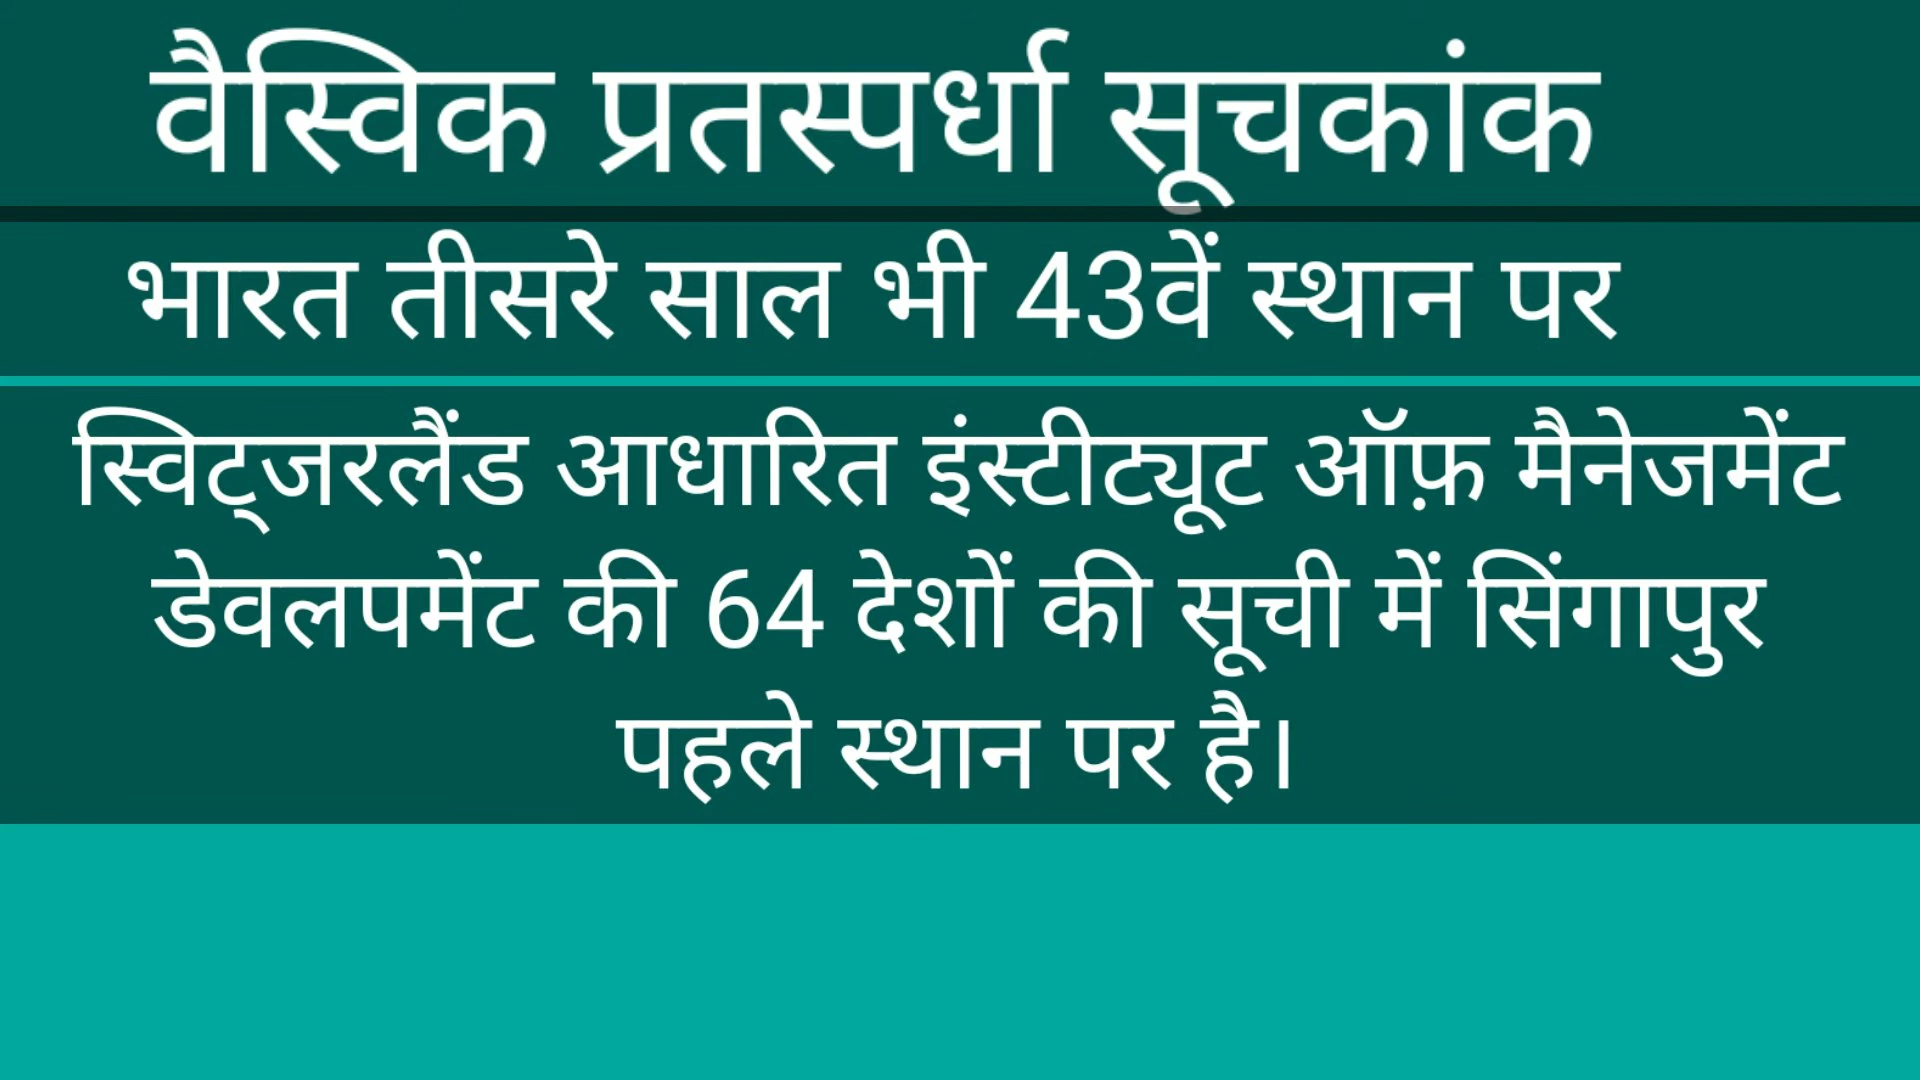 वैस्विक प्रतस्पर्धा सूचकांक
भारत तीसरे साल भी 43वें स्थान पर
स्विट्जरलैंड आधारित इंस्टीट्यूट ऑफ़ मैनेजमेंट
डेवलपमेंट की 64 देशों की सूची में सिंगापुर
पहले स्थान पर है।